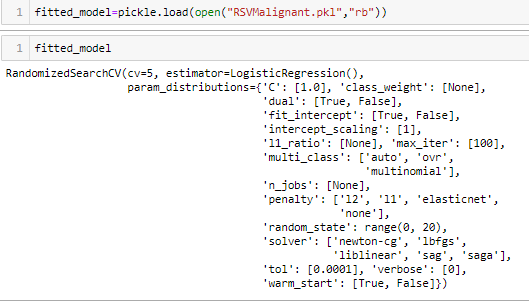 1 fitted_model=pickle.load(open("RSVMalignant.pkl","rb"))
1 fitted_model
RandomizedSearchCV(cv=5, estimator=LogisticRegression(),
param_distributions={'C': [1.0], 'class_weight': [None],
'dual': [True, False],
'fit_intercept': [True, False],
'intercept_scaling': [1],
'l1_ratio': [None], 'max_iter': [100],
'multi_class': ['auto', 'ovr',
'multinomial'],
'n_jobs': [None],
'penalty': ['l2', 'l1', 'elasticnet',
'none'],
'random_state': range(0, 20),
'solver': ['newton-cg', 'lbfgs',
'liblinear', 'sag', 'saga'],
'tol': [0.0001], 'verbose': [0],
'warm_start': [True, False]})